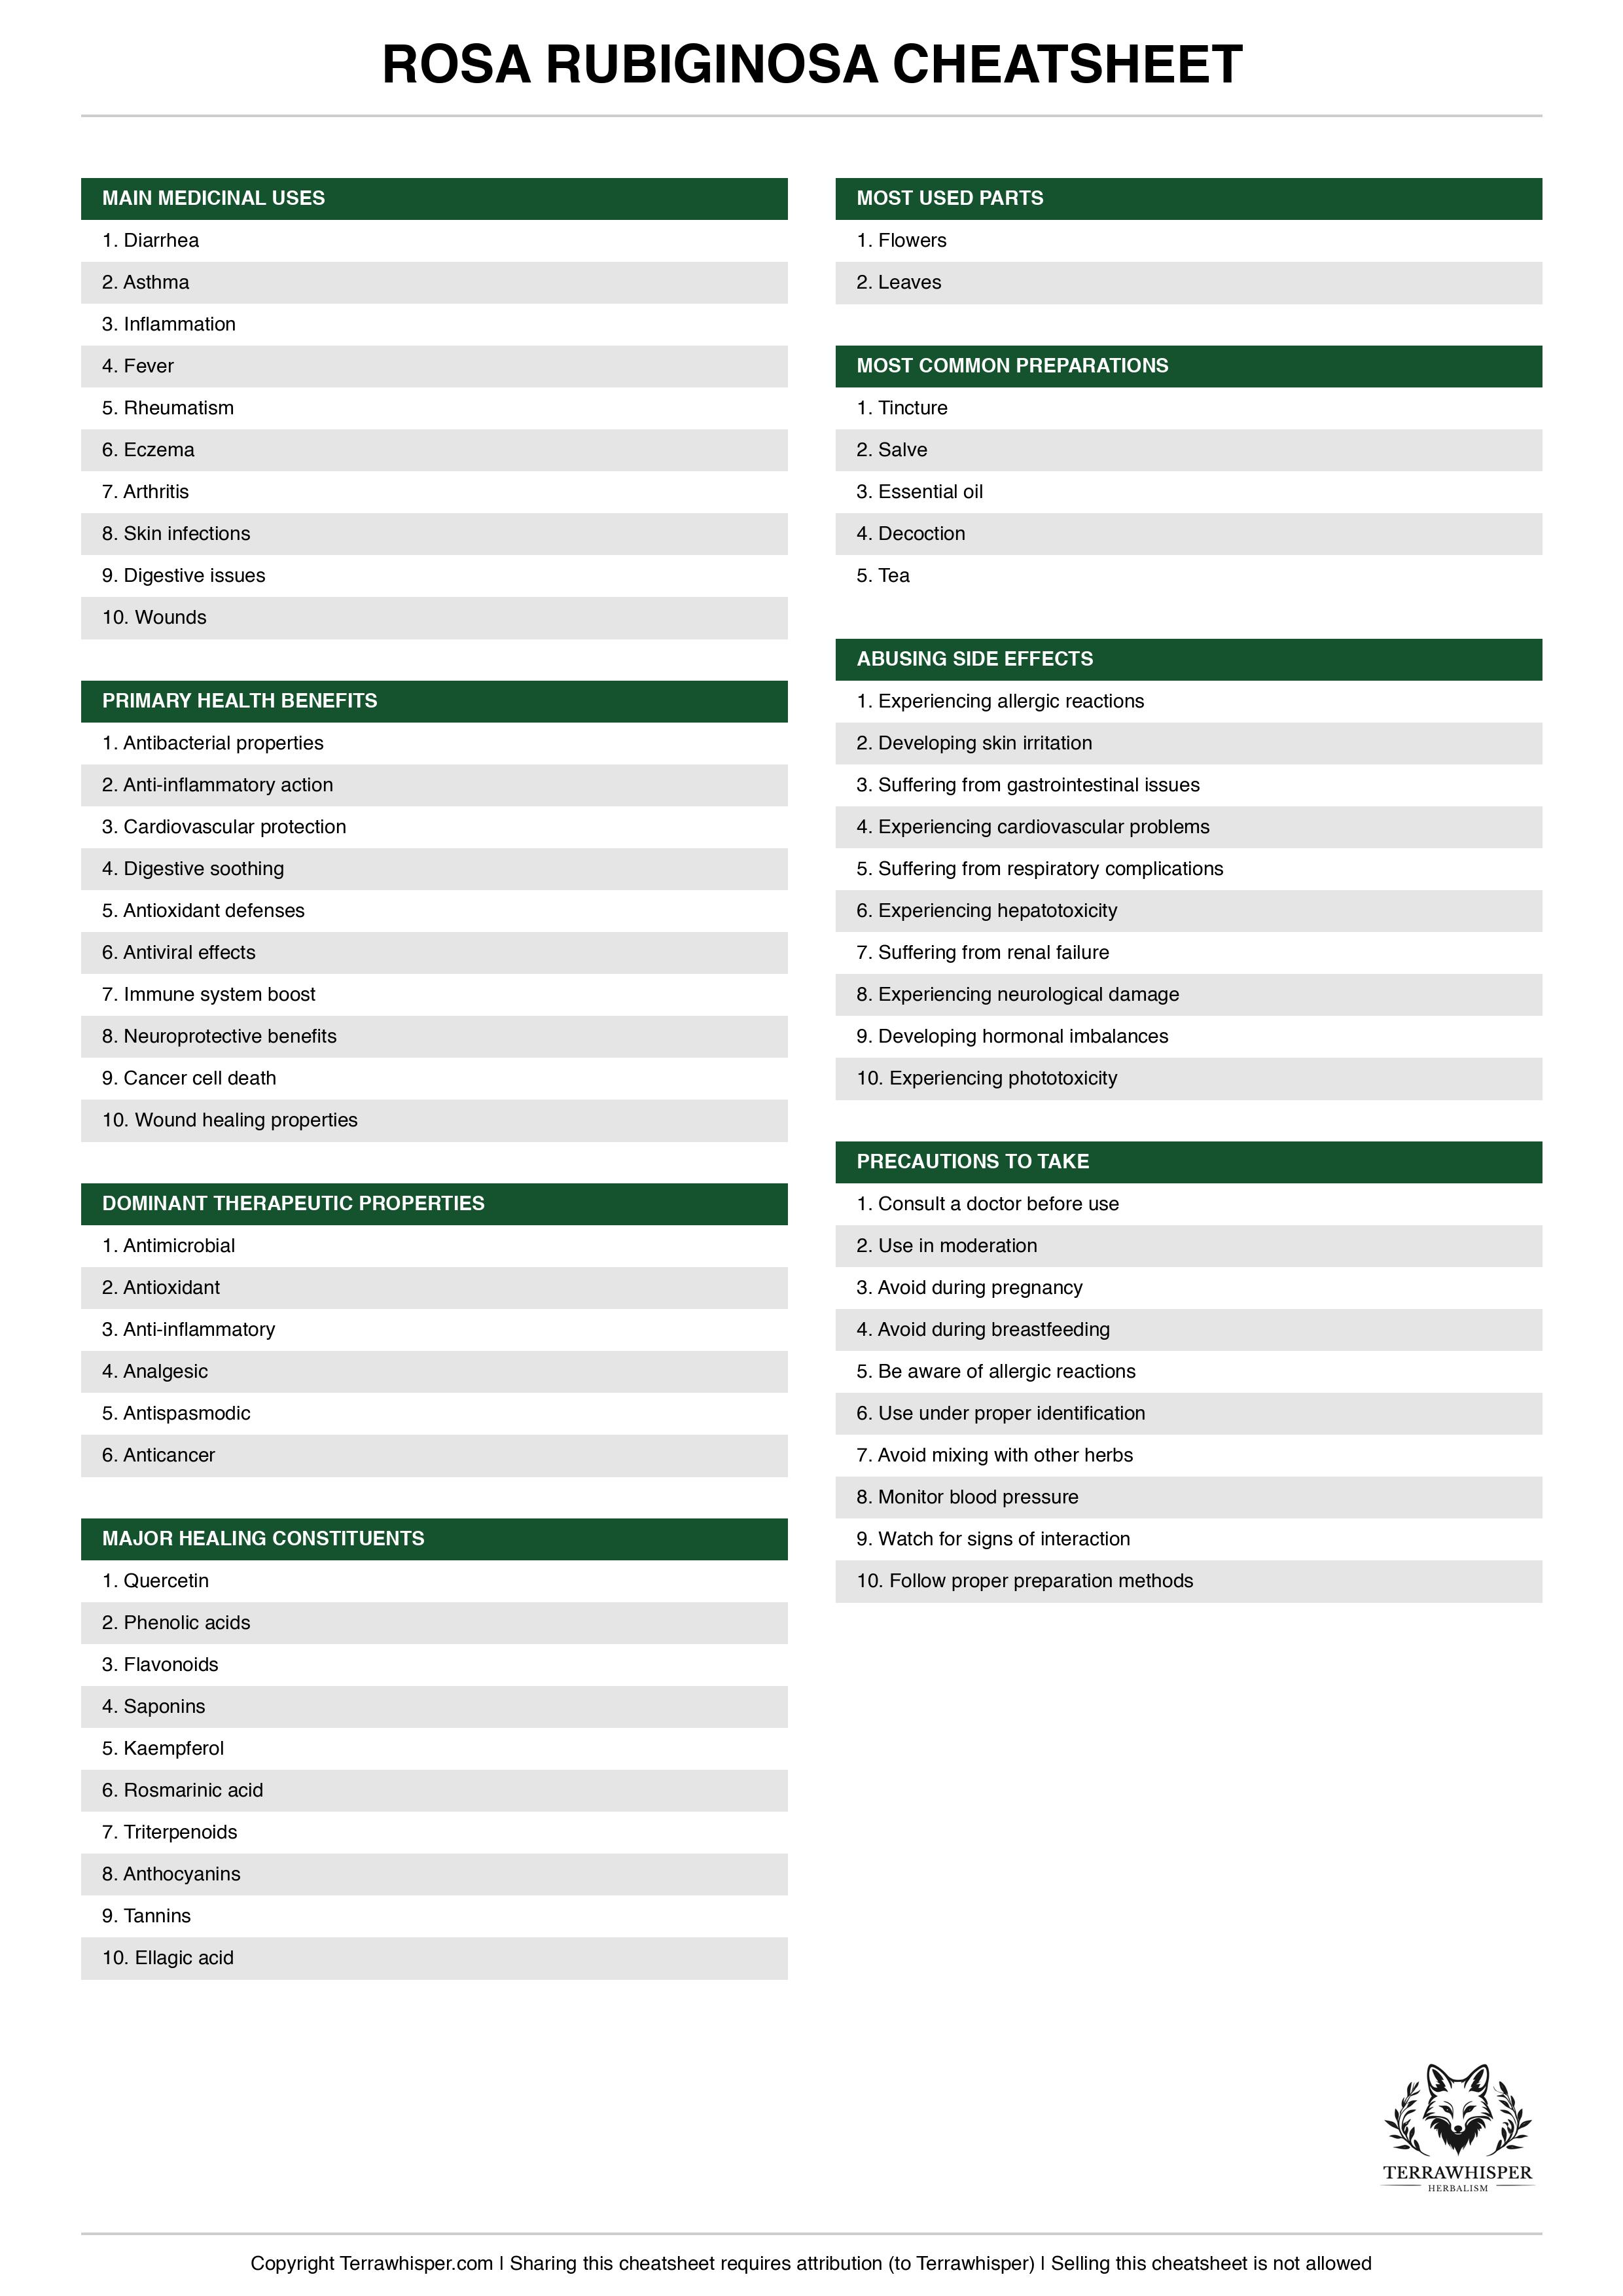 ROSA RUBIGINOSA CHEATSHEET
MAIN MEDICINAL USES
1. Diarrhea
2. Asthma
3. Inflammation
4. Fever
5. Rheumatism
6. Eczema
7. Arthritis
8. Skin infections
9. Digestive issues
10. Wounds
PRIMARY HEALTH BENEFITS
1. Antibacterial properties
2. Anti-inflammatory action
3. Cardiovascular protection
4. Digestive soothing
5. Antioxidant defenses
6. Antiviral effects
7. Immune system boost
8. Neuroprotective benefits
9. Cancer cell death
10. Wound healing properties
DOMINANT THERAPEUTIC PROPERTIES
1. Antimicrobial
2. Antioxidant
3. Anti-inflammatory
4. Analgesic
5. Antispasmodic
6. Anticancer
MAJOR HEALING CONSTITUENTS
1. Quercetin
2. Phenolic acids
3. Flavonoids
4. Saponins
5. Kaempferol
6. Rosmarinic acid
7. Triterpenoids
8. Anthocyanins
9. Tannins
10. Ellagic acid
MOST USED PARTS
1. Flowers
2. Leaves
MOST COMMON PREPARATIONS
1. Tincture
2. Salve
3. Essential oil
4. Decoction
5. Tea
ABUSING SIDE EFFECTS
1. Experiencing allergic reactions
2. Developing skin irritation
3. Suffering from gastrointestinal issues
4. Experiencing cardiovascular problems
5. Suffering from respiratory complications
6. Experiencing hepatotoxicity
7. Suffering from renal failure
8. Experiencing neurological damage
9. Developing hormonal imbalances
10. Experiencing phototoxicity
PRECAUTIONS TO TAKE
1. Consult a doctor before use
2. Use in moderation
3. Avoid during pregnancy
4. Avoid during breastfeeding
5. Be aware of allergic reactions
6. Use under proper identification
7. Avoid mixing with other herbs
8. Monitor blood pressure
9. Watch for signs of interaction
10. Follow proper preparation methods
TERRAWHISPER
HERBALISM
Copyright Terrawhisper.com | Sharing this cheatsheet requires attribution (to Terrawhisper) | Selling this cheatsheet is not allowed